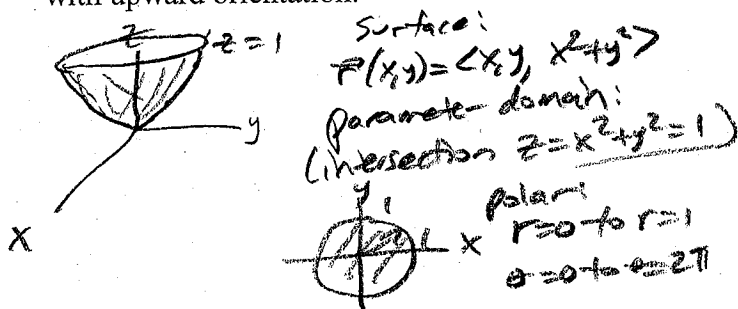 with upward orientation.
z
z=1
y
X
Surface:
r(x,y)=<x,y, x²+y²>
parameter domain:
(intersection z=x²+y²=1)
y
1
1
x
polar:
r=0 to r=1
θ=0 to θ=2π